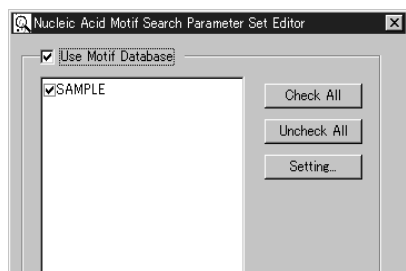 Nucleic Acid Motif Search Parameter Set Editor
Use Motif Database
SAMPLE
Check All
Uncheck All
Setting...